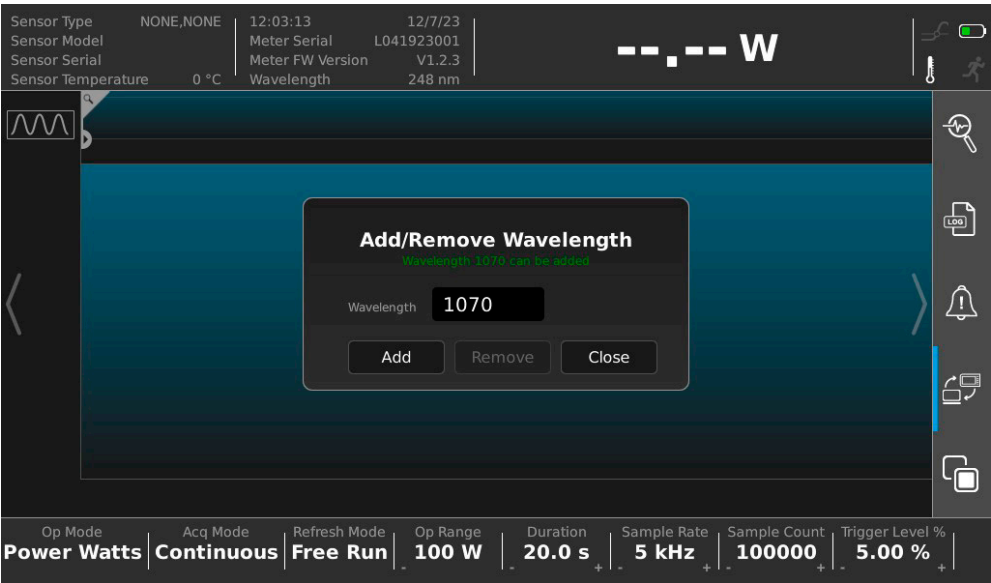 Sensor Type NONE,NONE
Sensor Model
Sensor Serial
Sensor Temperature 0 °C
12:03:13 12/7/23
Meter Serial L041923001
Meter FW Version V1.2.3
Wavelength 248 nm
--.-- W
LOG
Add/Remove Wavelength
Wavelength 1070 can be added
Wavelength 1070
Add Remove Close
Op Mode Acq Mode Refresh Mode Op Range Duration Sample Rate Sample Count Trigger Level %
Power Watts Continuous Free Run 100 W 20.0 s 5 kHz 100000 5.00 %
- - + - + - + - +